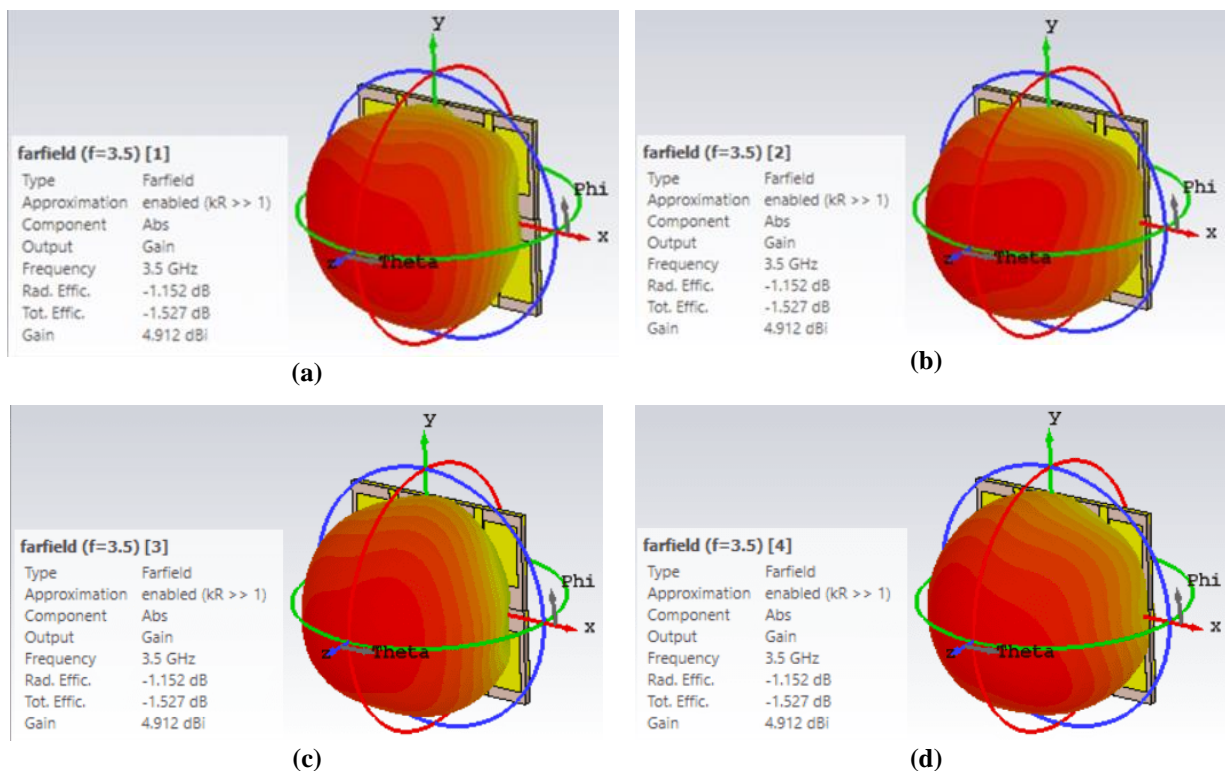 y
Phi
x
z Theta
farfield (f=3.5) [1]
Type Farfield
Approximation enabled (kR >> 1)
Component Abs
Output Gain
Frequency 3.5 GHz
Rad. Effic. -1.152 dB
Tot. Effic. -1.527 dB
Gain 4.912 dBi
(a)
y
Phi
x
z Theta
farfield (f=3.5) [2]
Type Farfield
Approximation enabled (kR >> 1)
Component Abs
Output Gain
Frequency 3.5 GHz
Rad. Effic. -1.152 dB
Tot. Effic. -1.527 dB
Gain 4.912 dBi
(b)
y
Phi
x
z Theta
farfield (f=3.5) [3]
Type Farfield
Approximation enabled (kR >> 1)
Component Abs
Output Gain
Frequency 3.5 GHz
Rad. Effic. -1.152 dB
Tot. Effic. -1.527 dB
Gain 4.912 dBi
(c)
y
Phi
x
z Theta
farfield (f=3.5) [4]
Type Farfield
Approximation enabled (kR >> 1)
Component Abs
Output Gain
Frequency 3.5 GHz
Rad. Effic. -1.152 dB
Tot. Effic. -1.527 dB
Gain 4.912 dBi
(d)